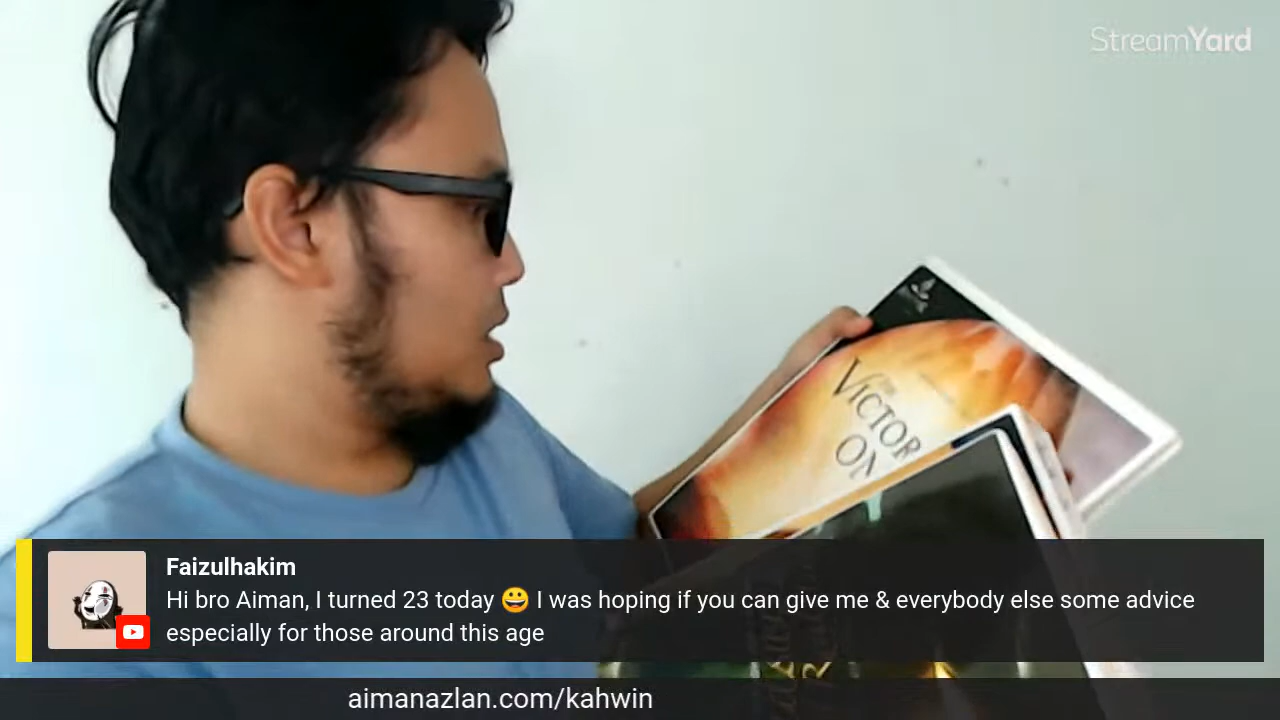 StreamYard
VICTOR
ON
Faizulhakim
Hi bro Aiman, I turned 23 today 😀 I was hoping if you can give me & everybody else some advice
especially for those around this age
aimanazlan.com/kahwin